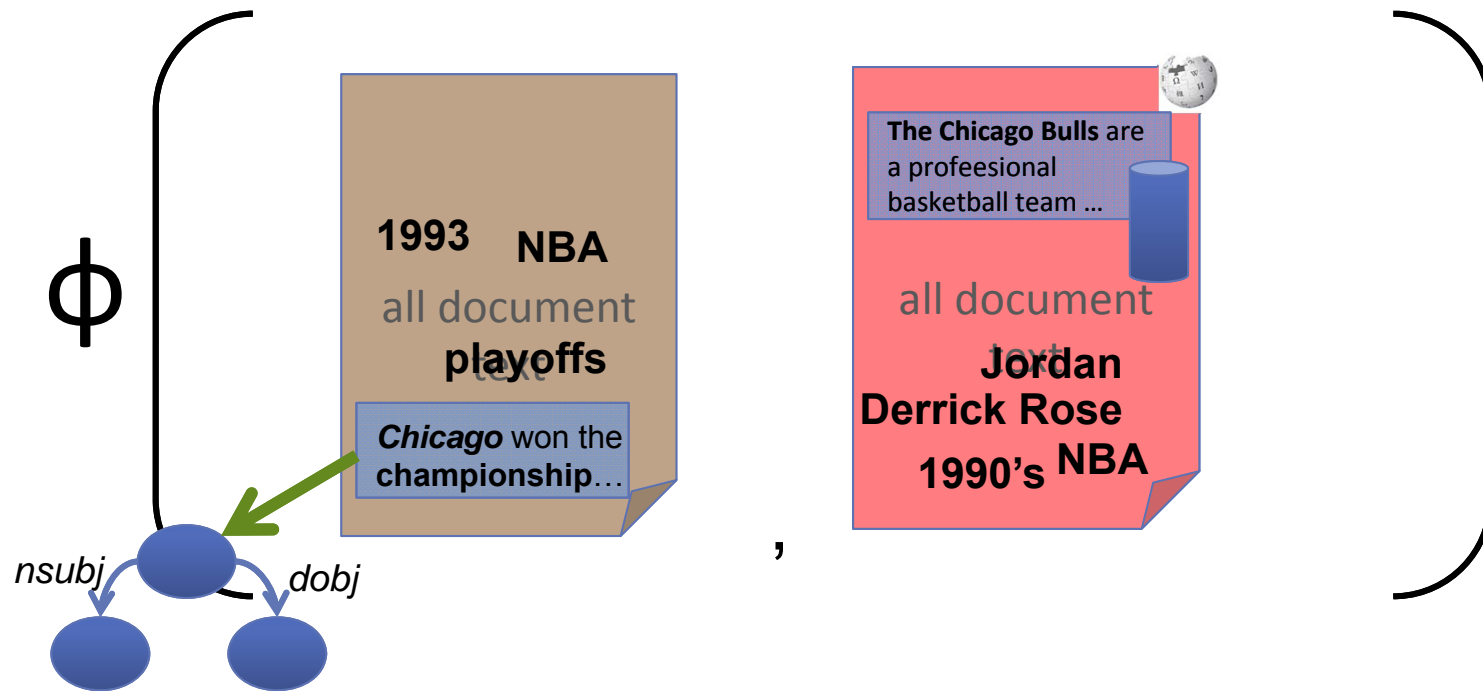 ϕ
1993 NBA
all document
text
playoffs
Chicago won the
championship…
nsubj
dobj
,
The Chicago Bulls are
a profeesional
basketball team …
all document
text
Jordan
Derrick Rose
1990’s NBA